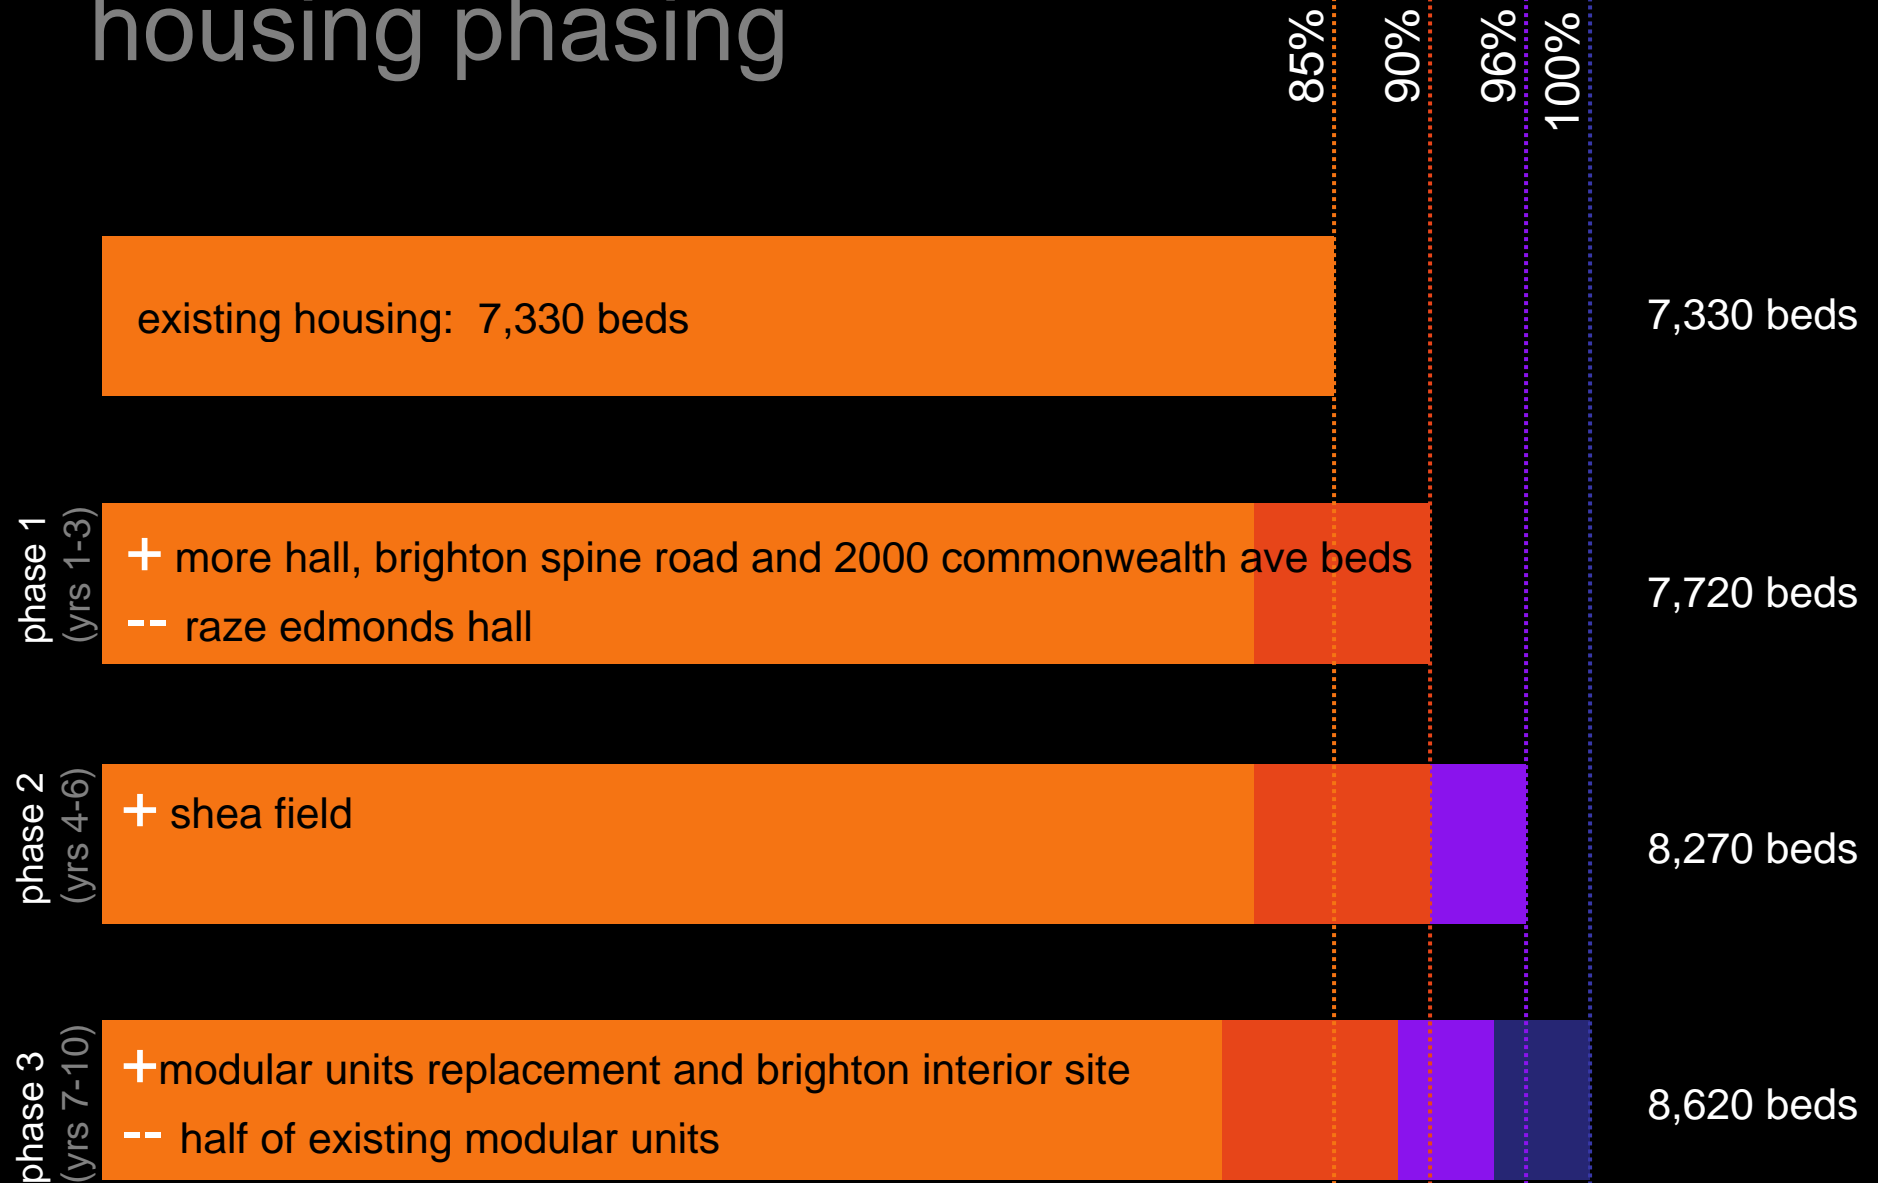 housing phasing
85%
90%
96%
100%
existing housing:  7,330 beds
7,330 beds
phase 1
(yrs 1-3)
+ more hall, brighton spine road and 2000 commonwealth ave beds
-- raze edmonds hall
7,720 beds
phase 2
(yrs 4-6)
+ shea field
8,270 beds
phase 3
(yrs 7-10)
+modular units replacement and brighton interior site
-- half of existing modular units
8,620 beds